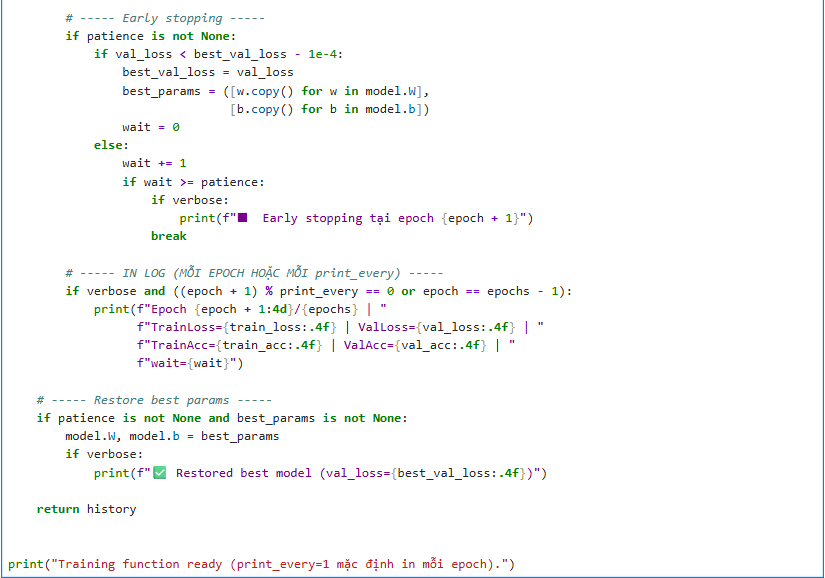 # ----- Early stopping -----
if patience is not None:
if val_loss < best_val_loss - 1e-4:
best_val_loss = val_loss
best_params = ([w.copy() for w in model.W],
[b.copy() for b in model.b])
wait = 0
else:
wait += 1
if wait >= patience:
if verbose:
print(f"■ Early stopping tại epoch {epoch + 1}")
break
# ----- IN LOG (MỖI EPOCH HOẶC MỖI print_every) -----
if verbose and ((epoch + 1) % print_every == 0 or epoch == epochs - 1):
print(f"Epoch {epoch + 1:4d}/{epochs} | "
f"TrainLoss={train_loss:.4f} | ValLoss={val_loss:.4f} | "
f"TrainAcc={train_acc:.4f} | ValAcc={val_acc:.4f} | "
f"wait={wait}")
# ----- Restore best params -----
if patience is not None and best_params is not None:
model.W, model.b = best_params
if verbose:
print(f"✅ Restored best model (val_loss={best_val_loss:.4f})")
return history
print("Training function ready (print_every=1 mặc định in mỗi epoch).")